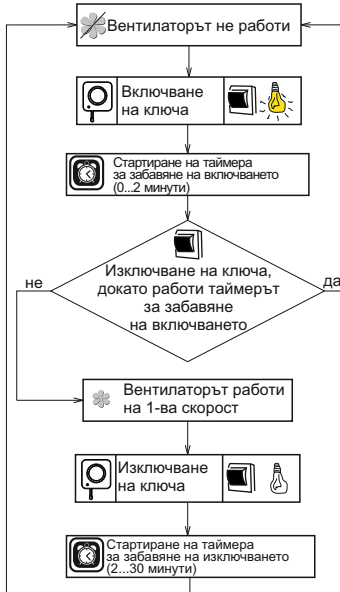 Вентилаторът не работи
Включване
на ключа
Стартиране на таймера
за забавяне на включването
(0...2 минути)
Изключване на ключа,
докато работи таймерът
за забавяне
на включването
не
да
Вентилаторът работи
на 1-ва скорост
Изключване
на ключа
Стартиране на таймера
за забавяне на изключването
(2...30 минути)